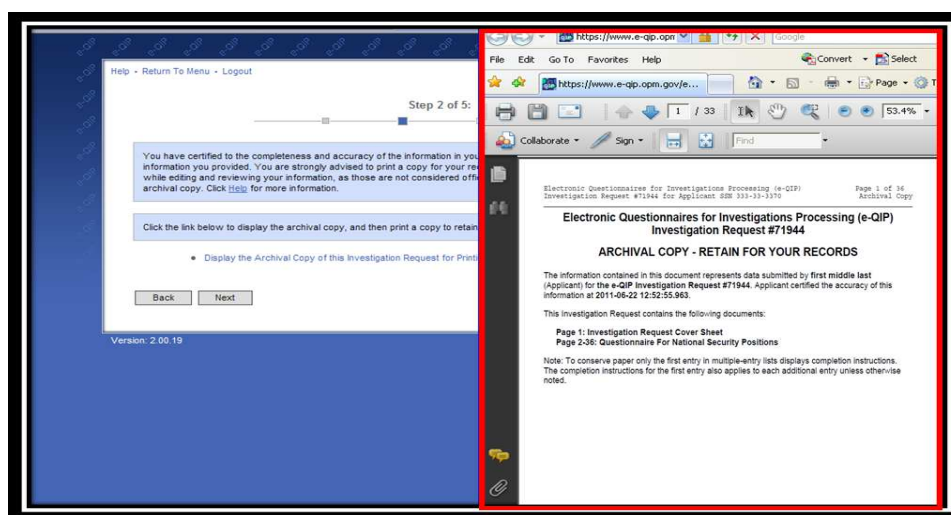 Help - Return To Menu - Logout
Step 2 of 5:
You have certified to the completeness and accuracy of the information in you
information you provided. You are strongly advised to print a copy for your re
while editing and reviewing your information, as those are not considered offi
archival copy. Click Help for more information.
Click the link below to display the archival copy, and then print a copy to retain
• Display the Archival Copy of this Investigation Request for Print
Back Next
Version: 2.00.19
https://www.e-qip.opm
Google
File Edit Go To Favorites Help
Convert Select
https://www.e-qip.opm.gov/e...
Page
1 / 33
53.4%
Collaborate Sign
Find
Electronic Questionnaires for Investigations Processing (e-QIP) Page 1 of 36
Investigation Request #71944 for Applicant SSN 333-33-3370 Archival Copy
Electronic Questionnaires for Investigations Processing (e-QIP)
Investigation Request #71944
ARCHIVAL COPY - RETAIN FOR YOUR RECORDS
The information contained in this document represents data submitted by first middle last
(Applicant) for the e-QIP Investigation Request #71944. Applicant certified the accuracy of this
information at 2011-06-22 12:52:55.963.
This Investigation Request contains the following documents:
Page 1: Investigation Request Cover Sheet
Page 2-36: Questionnaire For National Security Positions
Note: To conserve paper only the first entry in multiple-entry lists displays completion instructions.
The completion instructions for the first entry also applies to each additional entry unless otherwise
noted.